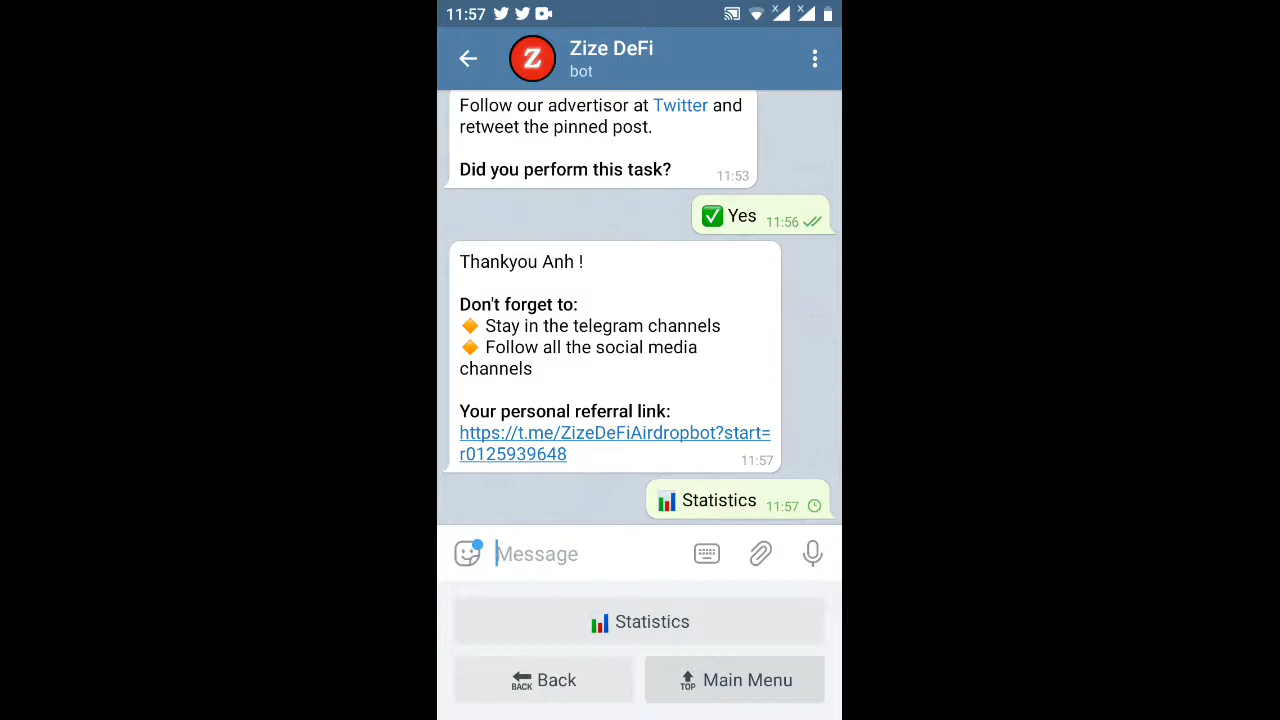 11:57
Z
Zize DeFi
bot
Follow our advertisor at Twitter and
retweet the pinned post.
Did you perform this task?
11:53
✅ Yes 11:56
Thankyou Anh !
Don't forget to:
🔶 Stay in the telegram channels
🔶 Follow all the social media
channels
Your personal referral link:
https://t.me/ZizeDeFiAirdropbot?start=
r0125939648
11:57
📊 Statistics 11:57
Message
📊 Statistics
🔙 Back
🔝 Main Menu